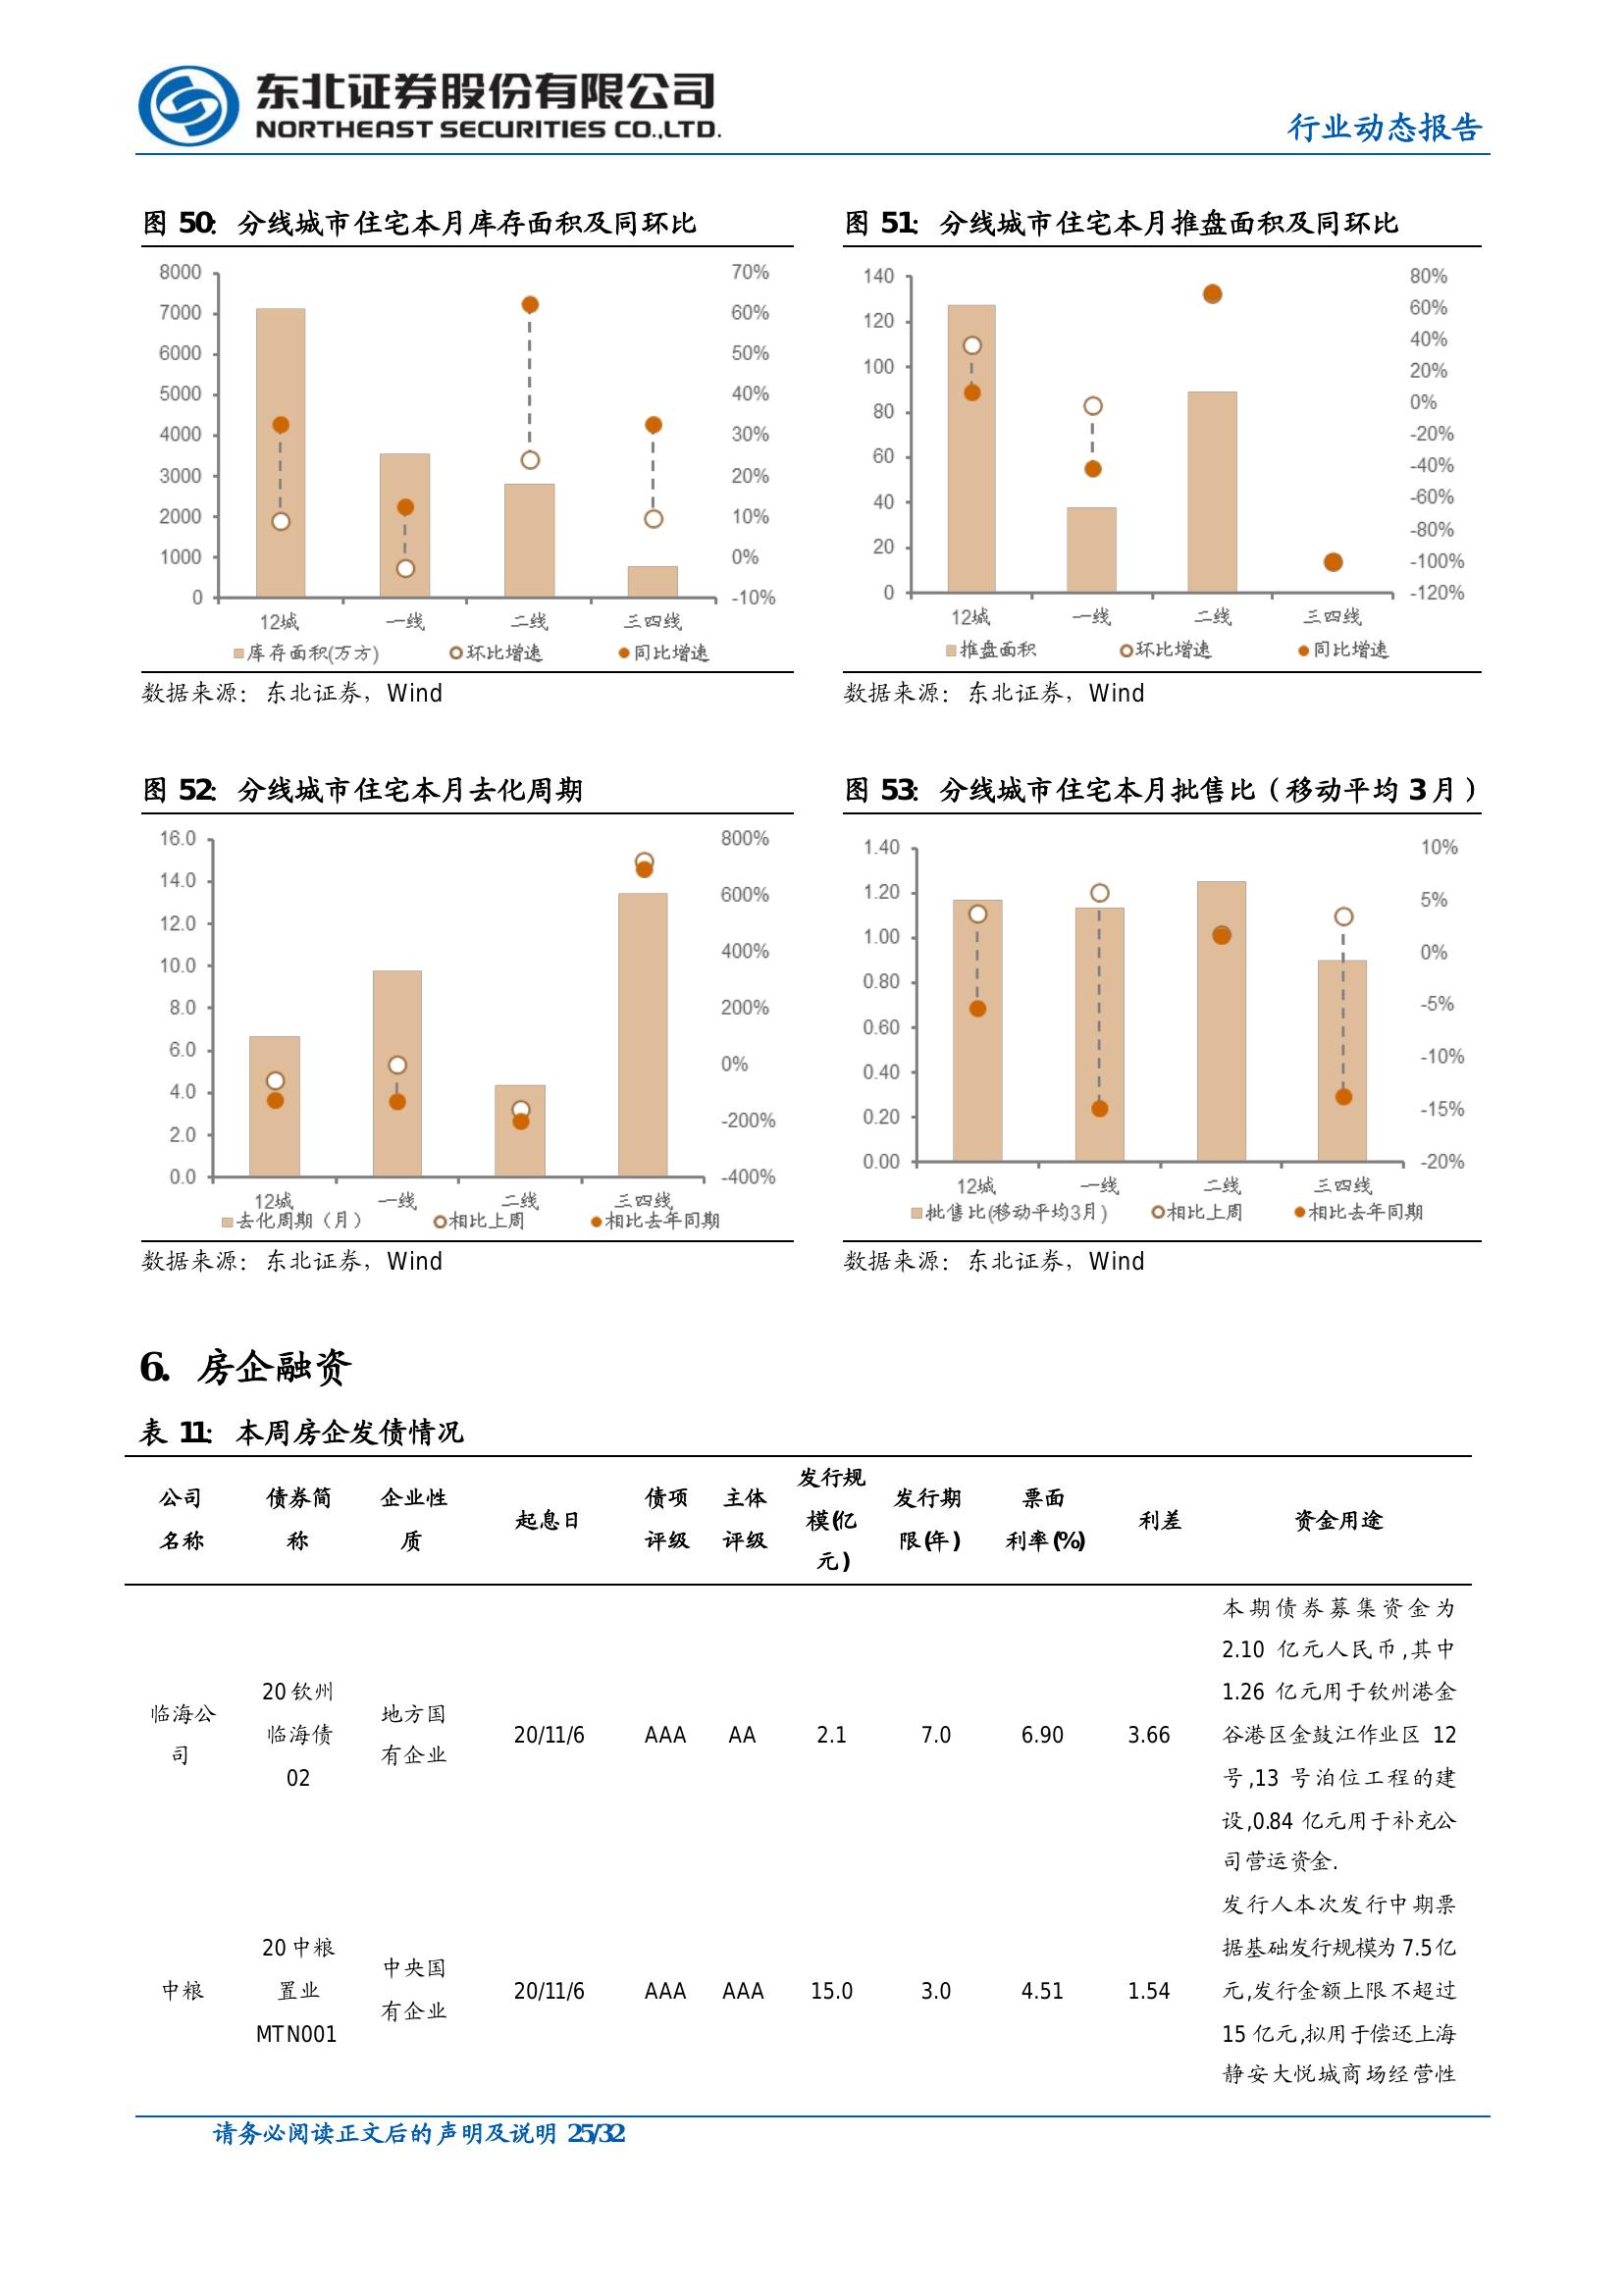 东北证券股份有限公司
NORTHEAST SECURITIES CO.,LTD.
行业动态报告
图 50: 分线城市住宅本月库存面积及同环比
8000
7000
6000
5000
4000
3000
2000
1000
0
70%
60%
50%
40%
30%
20%
10%
0%
-10%
12城 一线 二线 三四线
库存面积(万方) 环比增速 同比增速
数据来源：东北证券，Wind
图 51: 分线城市住宅本月推盘面积及同环比
140
120
100
80
60
40
20
0
80%
60%
40%
20%
0%
-20%
-40%
-60%
-80%
-100%
-120%
12城 一线 二线 三四线
推盘面积 环比增速 同比增速
数据来源：东北证券，Wind
图 52: 分线城市住宅本月去化周期
16.0
14.0
12.0
10.0
8.0
6.0
4.0
2.0
0.0
800%
600%
400%
200%
0%
-200%
-400%
12城 一线 二线 三四线
去化周期（月） 相比上周 相比去年同期
数据来源：东北证券，Wind
图 53: 分线城市住宅本月批售比（移动平均 3 月）
1.40
1.20
1.00
0.80
0.60
0.40
0.20
0.00
10%
5%
0%
-5%
-10%
-15%
-20%
12城 一线 二线 三四线
批售比(移动平均3月) 相比上周 相比去年同期
数据来源：东北证券，Wind
6. 房企融资
表 11: 本周房企发债情况
公司
名称
债券简
称
企业性
质
起息日
债项
评级
主体
评级
发行规
模(亿
元)
发行期
限(年)
票面
利率(%)
利差
资金用途
临海公
司
20 钦州
临海债
02
地方国
有企业
20/11/6
AAA
AA
2.1
7.0
6.90
3.66
本期债券募集资金为
2.10 亿元人民币,其中
1.26 亿元用于钦州港金
谷港区金鼓江作业区 12
号,13 号泊位工程的建
设,0.84 亿元用于补充公
司营运资金.
中粮
20 中粮
置业
MTN001
中央国
有企业
20/11/6
AAA
AAA
15.0
3.0
4.51
1.54
发行人本次发行中期票
据基础发行规模为 7.5 亿
元,发行金额上限不超过
15 亿元,拟用于偿还上海
静安大悦城商场经营性
请务必阅读正文后的声明及说明 25/32